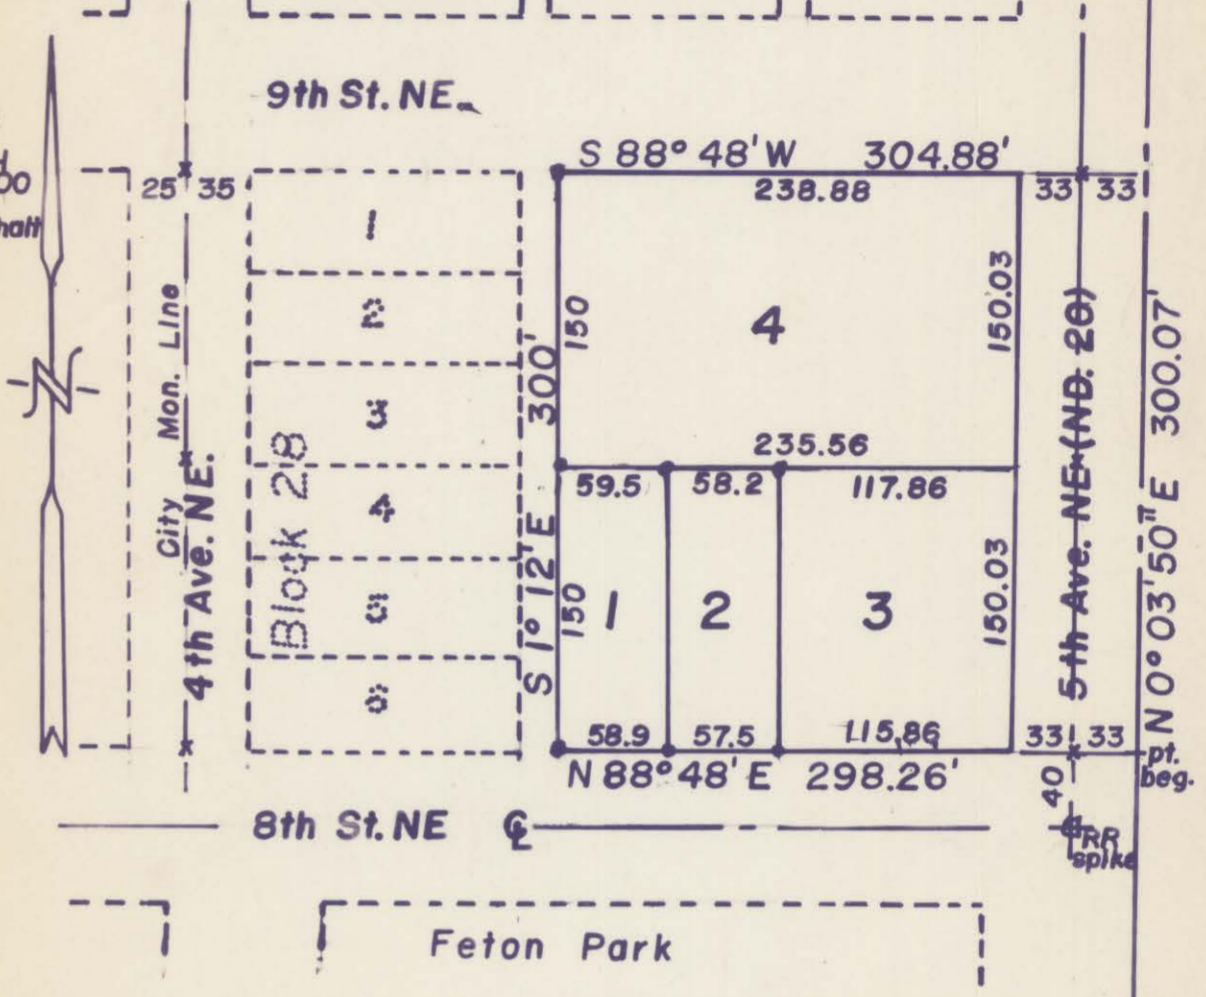 9th St. NE.
S 88° 48' W 304.88'
238.88
25 35
33 33
1
2
3
4
5
6
Block 28
City Mon. Line
4th Ave. NE.
S 1° 12' E 300'
150
150.03
4
235.56
59.5
58.2
117.86
150
1
2
3
150.03
5th Ave. NE (ND. 20)
N 0° 03' 50" E 300.07'
58.9
57.5
115.86
33 33
N 88° 48' E 298.26'
pt.
beg.
40
8th St. NE ℄
RR
spike
Feton Park